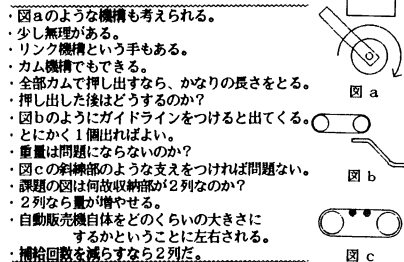 ・図aのような機構も考えられる。
・少し無理がある。
・リンク機構という手もある。
・カム機構でもできる。
・全部カムで押し出すなら、かなりの長さをとる。
・押し出した後はどうするのか?
・図bのようにガイドラインをつけると出てくる。
・とにかく1個出ればよい。
・重量は問題にならないのか?
・図cの斜線部のような支えをつければ問題ない。
・課題の図は何故収納部が2列なのか?
・2列なら量が増やせる。
・自動販売機自体をどのくらいの大きさに
するかということに左右される。
・補給回数を減らすなら2列だ。
図 a
図 b
図 c